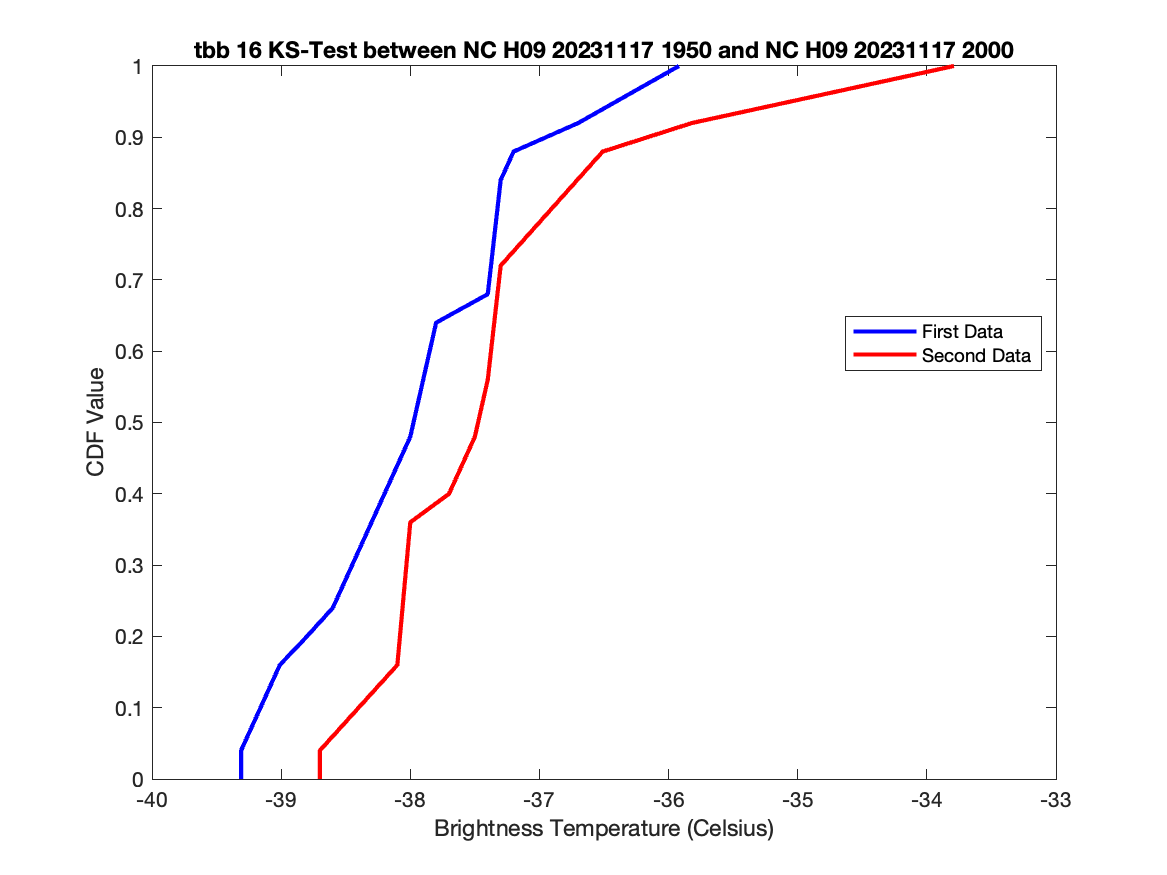 tbb 16 KS-Test between NC H09 20231117 1950 and NC H09 20231117 2000
1
0.9
0.8
0.7
0.6
0.5
0.4
0.3
0.2
0.1
0
CDF Value
First Data
Second Data
-40 -39 -38 -37 -36 -35 -34 -33
Brightness Temperature (Celsius)